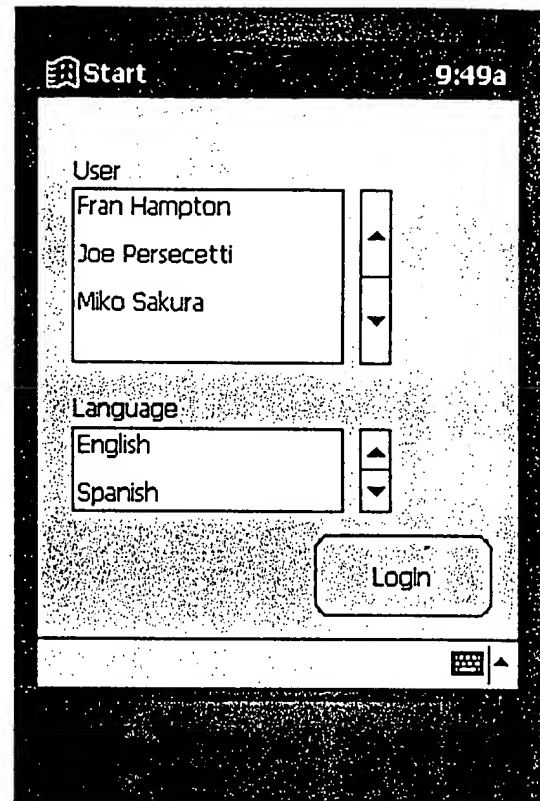 Start 9:49a
User
Fran Hampton
Joe Persecetti
Miko Sakura
Language
English
Spanish
Login